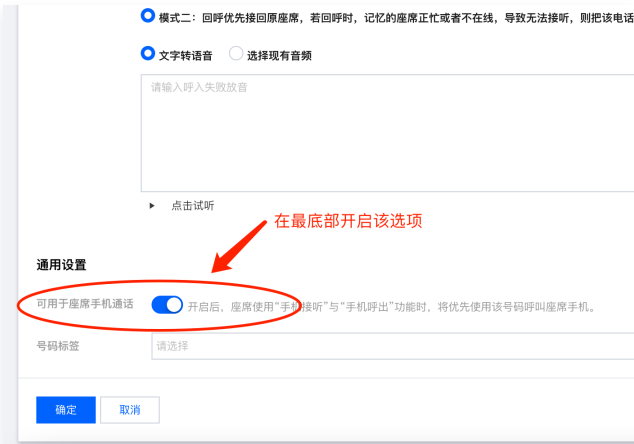 模式二：回呼优先接回原座席，若回呼时，记忆的座席正忙或者不在线，导致无法接听，则把该电话
文字转语音 选择现有音频
请输入呼入失败放音
点击试听
在最底部开启该选项
通用设置
可用于座席手机通话 开启后，座席使用“手机接听”与“手机呼出”功能时，将优先使用该号码呼叫座席手机。
号码标签 请选择
确定 取消